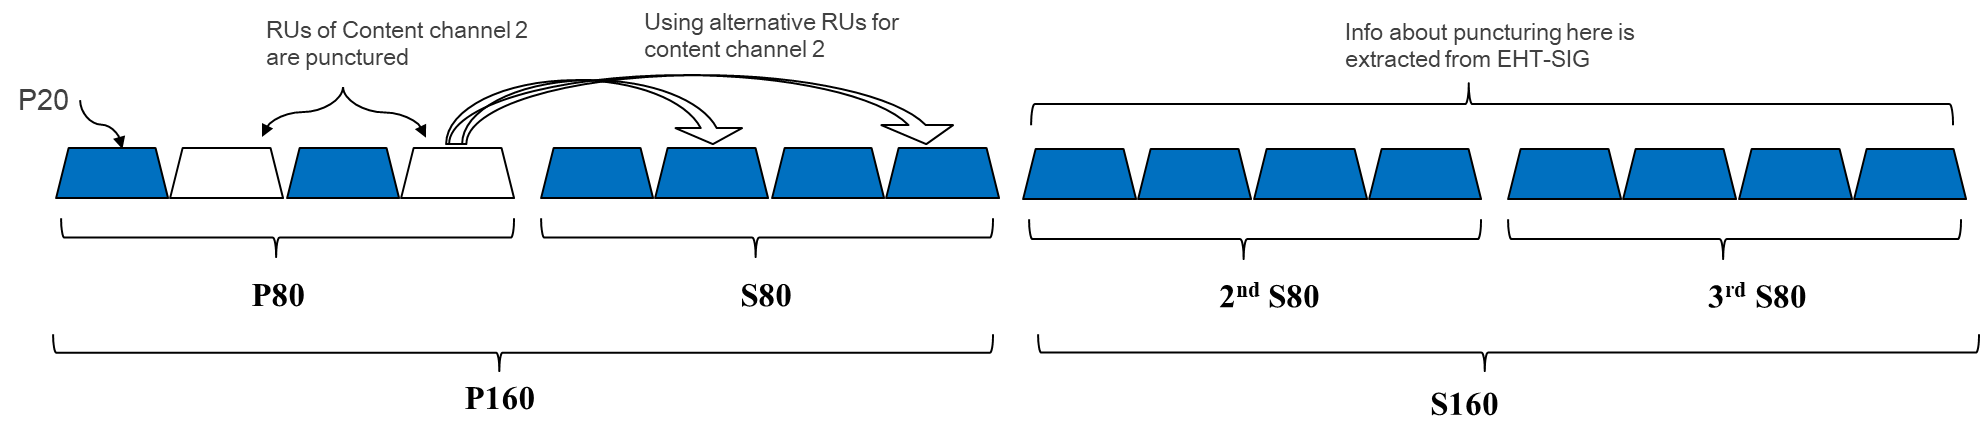 RUs of Content channel 2
are punctured
Using alternative RUs for
content channel 2
Info about puncturing here is
extracted from EHT-SIG
P20
P80
S80
2nd S80
3rd S80
P160
S160